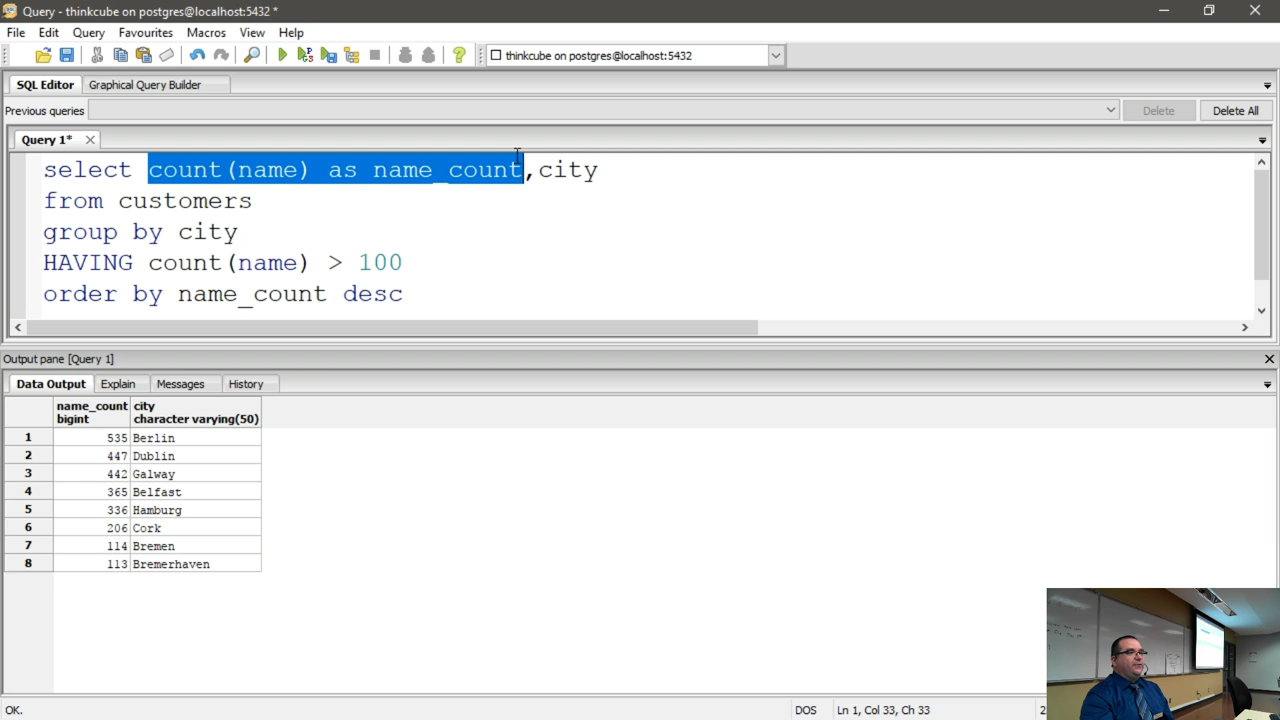 Query - thinkcube on postgres@localhost:5432 *
File Edit Query Favourites Macros View Help
thinkcube on postgres@localhost:5432
SQL Editor Graphical Query Builder
Previous queries Delete Delete All
Query 1*
select count(name) as name_count,city
from customers
group by city
HAVING count(name) > 100
order by name_count desc
Output pane [Query 1]
Data Output Explain Messages History
name_count city
bigint character varying(50)
1 535 Berlin
2 447 Dublin
3 442 Galway
4 365 Belfast
5 336 Hamburg
6 206 Cork
7 114 Bremen
8 113 Bremerhaven
OK. DOS Ln 1, Col 33, Ch 33 2